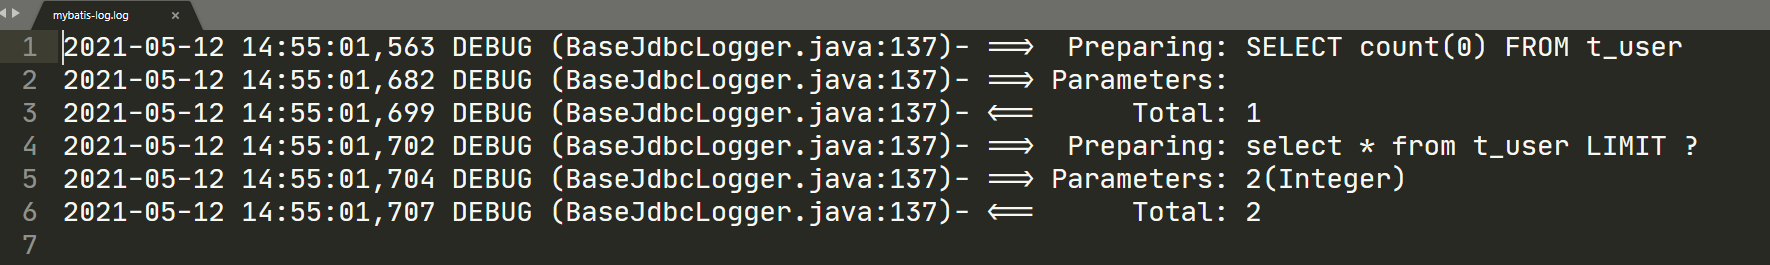 mybatis-log.log ×
1 2021-05-12 14:55:01,563 DEBUG (BaseJdbcLogger.java:137)- ==>  Preparing: SELECT count(0) FROM t_user
2 2021-05-12 14:55:01,682 DEBUG (BaseJdbcLogger.java:137)- ==> Parameters:
3 2021-05-12 14:55:01,699 DEBUG (BaseJdbcLogger.java:137)- <==      Total: 1
4 2021-05-12 14:55:01,702 DEBUG (BaseJdbcLogger.java:137)- ==>  Preparing: select * from t_user LIMIT ?
5 2021-05-12 14:55:01,704 DEBUG (BaseJdbcLogger.java:137)- ==> Parameters: 2(Integer)
6 2021-05-12 14:55:01,707 DEBUG (BaseJdbcLogger.java:137)- <==      Total: 2
7